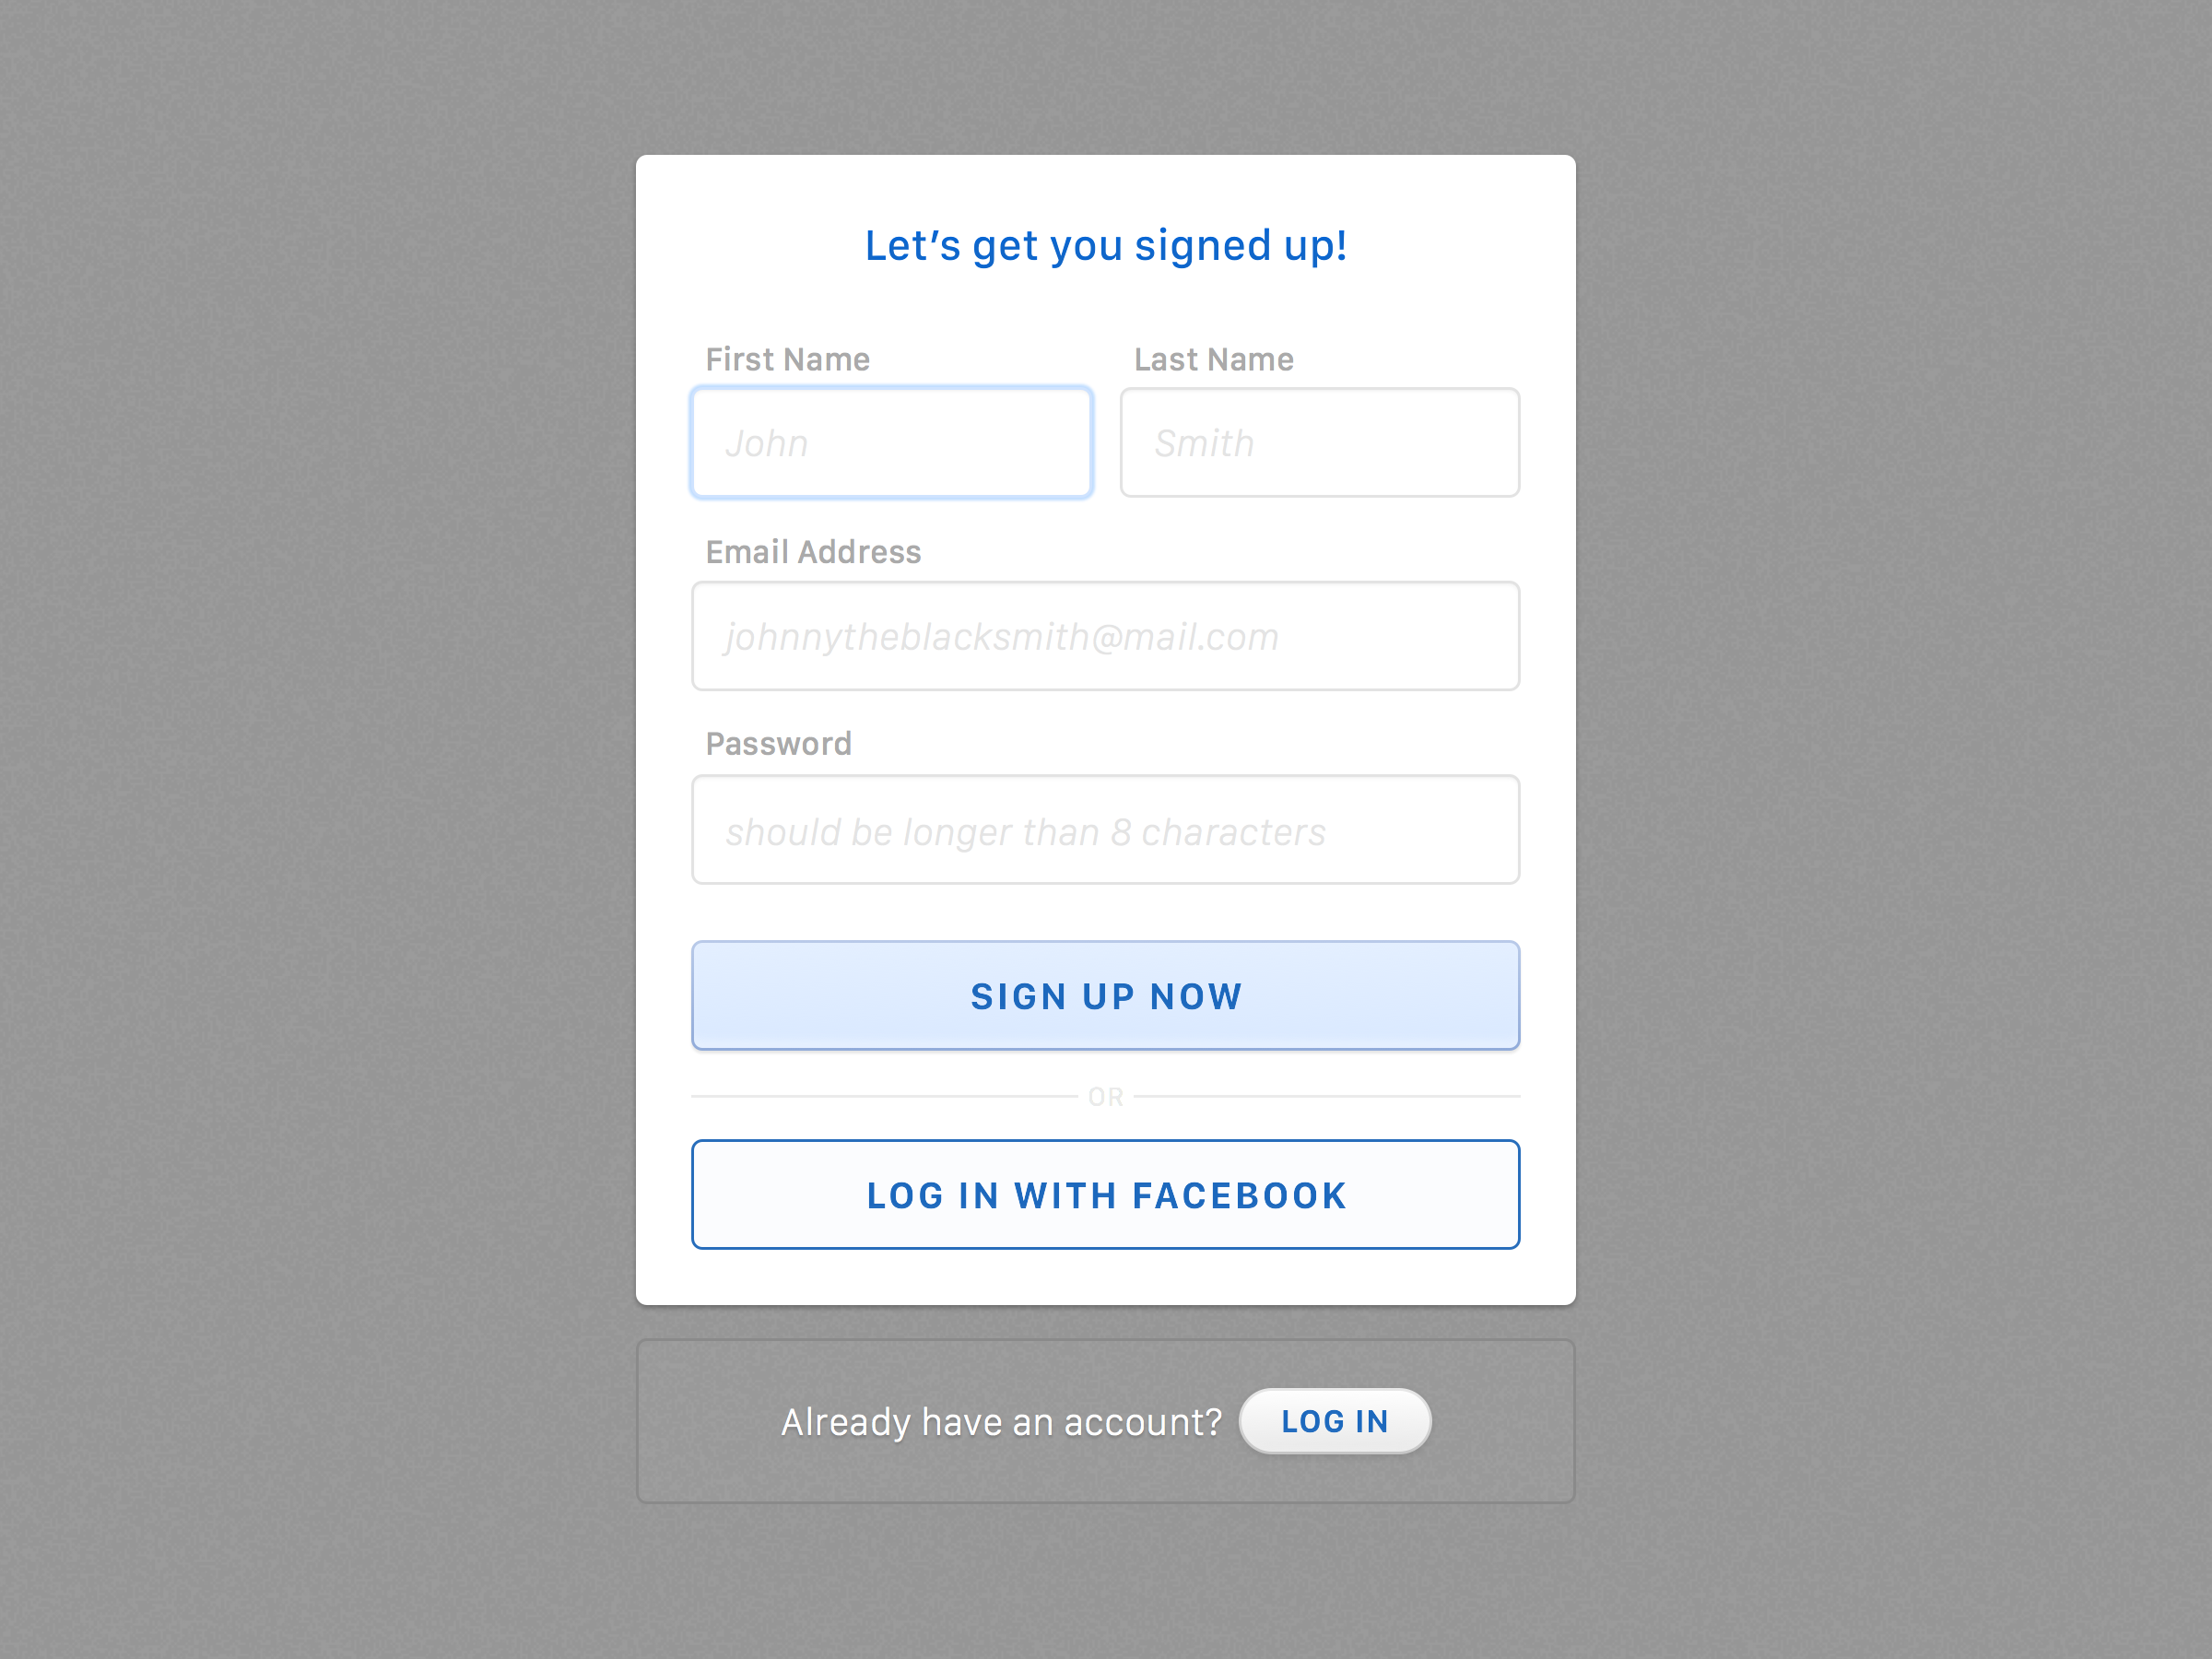 Let’s get you signed up!
First Name
Last Name
John
Smith
Email Address
johnnytheblacksmith@mail.com
Password
should be longer than 8 characters
SIGN UP NOW
OR
LOG IN WITH FACEBOOK
Already have an account? LOG IN